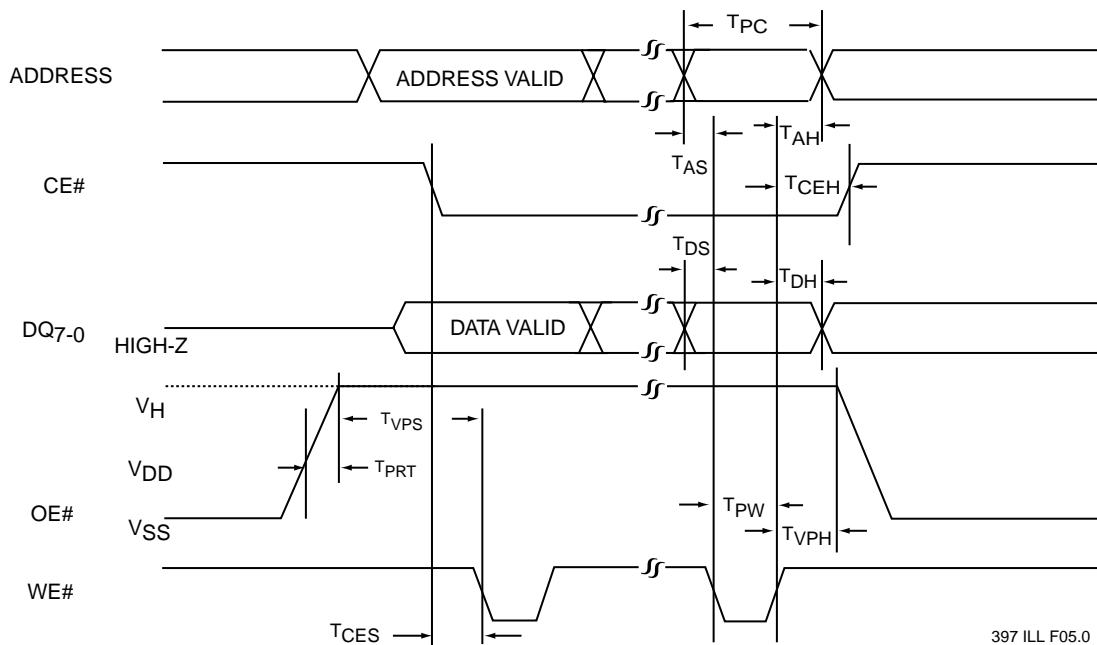 TPC
ADDRESS
ADDRESS VALID
TAH
TAS
CE#
TCEH
TDS
TDH
DQ7-0
DATA VALID
HIGH-Z
VH
TVPS
VDD
TPRT
TPW
OE#
VSS
TVPH
WE#
TCES
397 ILL F05.0